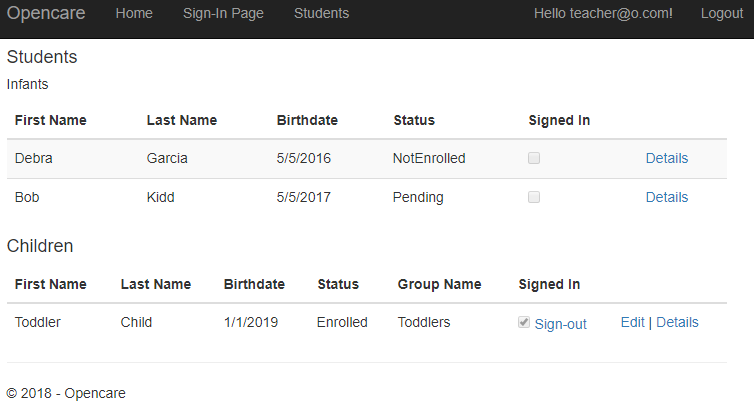 Opencare Home Sign-In Page Students Hello teacher@o.com! Logout
Students
Infants
First Name Last Name Birthdate Status Signed In
Debra Garcia 5/5/2016 NotEnrolled Details
Bob Kidd 5/5/2017 Pending Details
Children
First Name Last Name Birthdate Status Group Name Signed In
Toddler Child 1/1/2019 Enrolled Toddlers Sign-out Edit | Details
© 2018 - Opencare